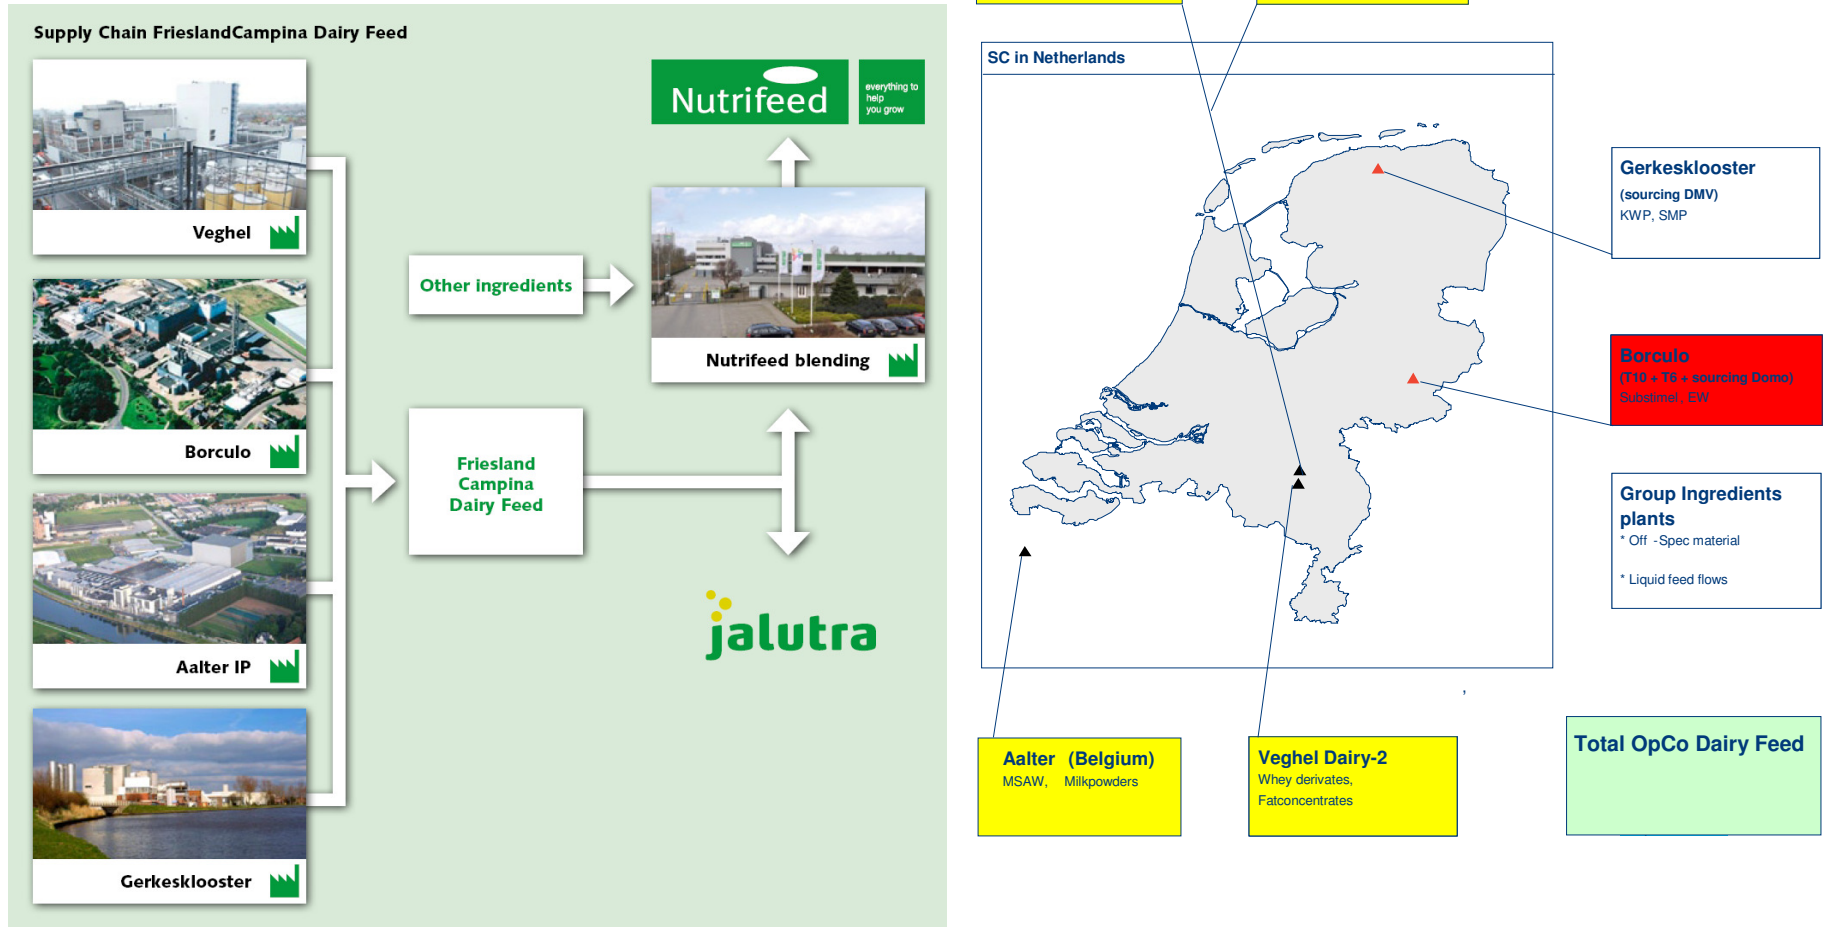 Supply Chain FrieslandCampina Dairy Feed
Veghel
Borculo
Aalter IP
Gerkesklooster
Other ingredients
Friesland
Campina
Dairy Feed
Nutrifeed
everything to
help
you grow
Nutrifeed blending
jalutra
SC in Netherlands
Gerkesklooster
(sourcing DMV)
KWP, SMP
Borculo
(T10 + T6 + sourcing Domo)
Substimel , EW
Group Ingredients
plants
* Off -Spec material
* Liquid feed flows
,
Aalter (Belgium)
MSAW, Milkpowders
Veghel Dairy-2
Whey derivates,
Fatconcentrates
Total OpCo Dairy Feed